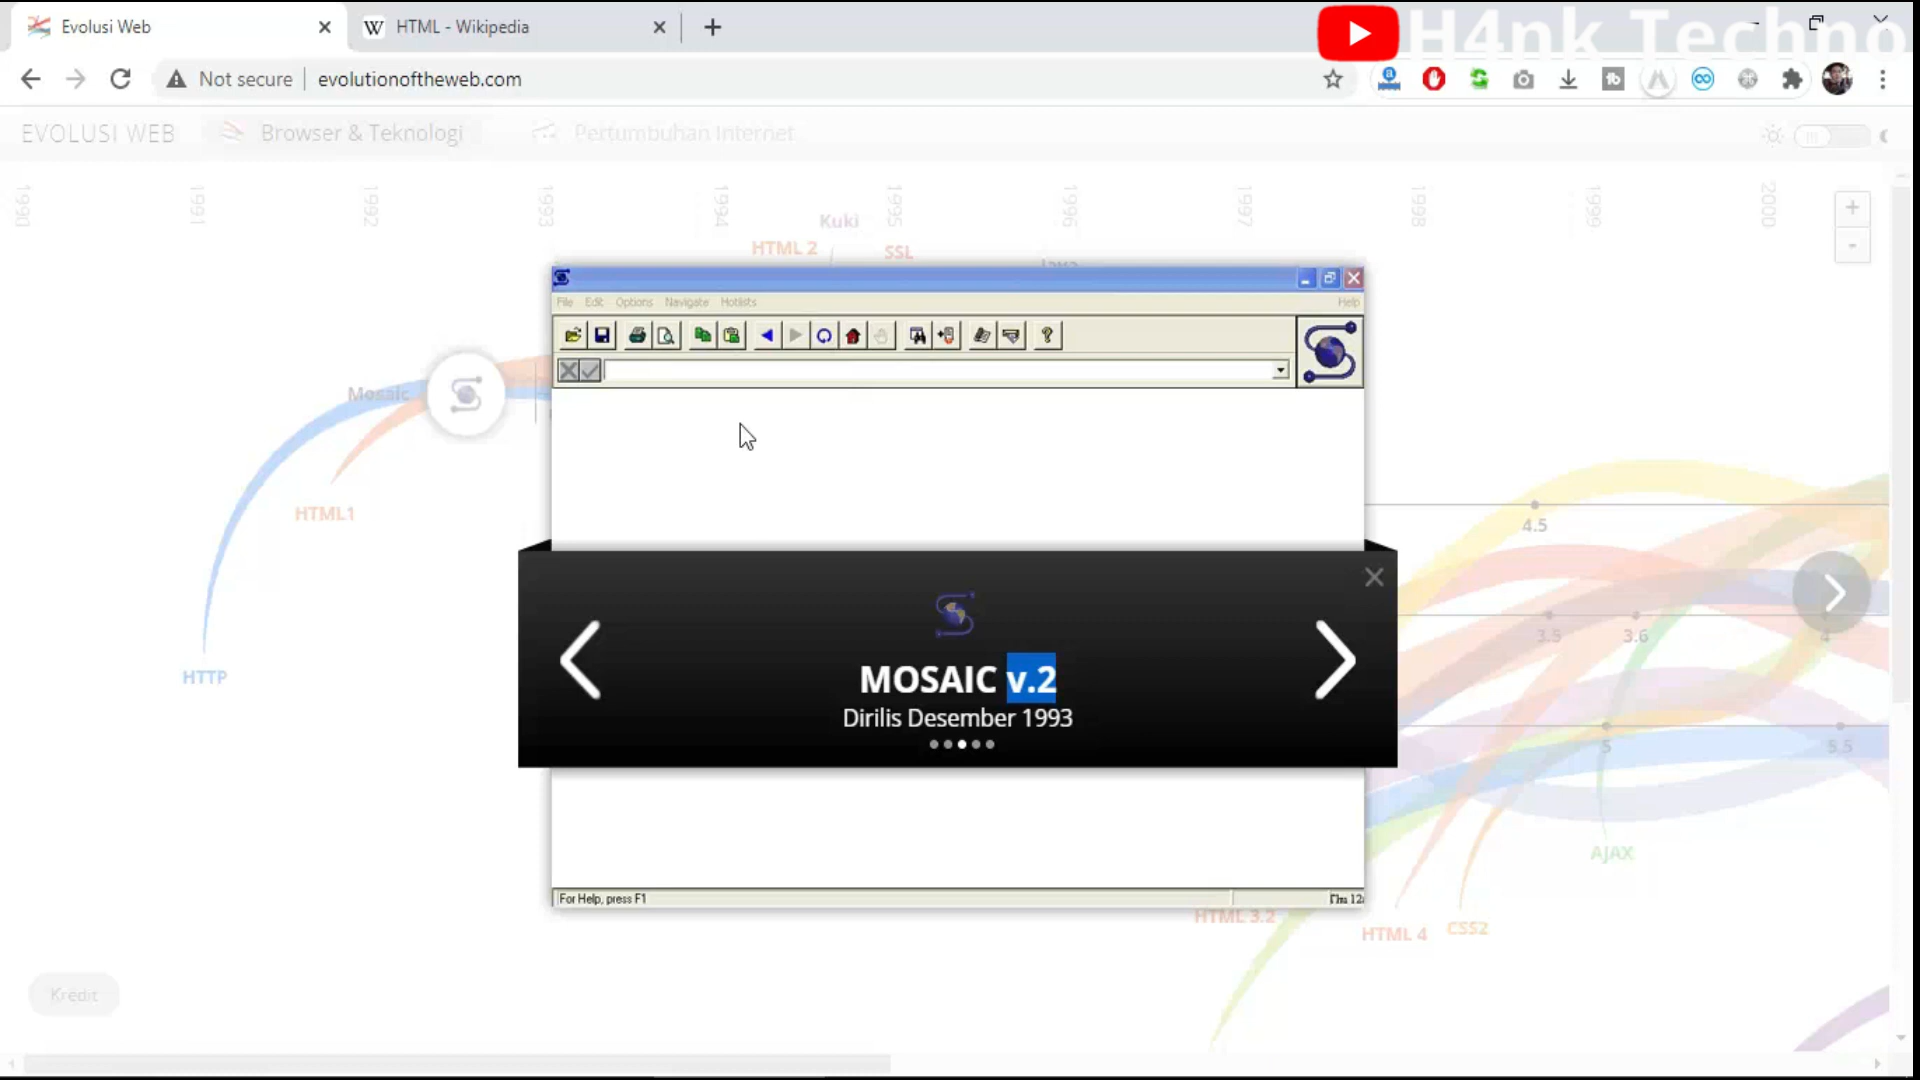 Evolusi Web
HTML - Wikipedia
H4nk Techno
Not secure
evolutionoftheweb.com
EVOLUSI WEB
Browser & Teknologi
Pertumbuhan Internet
1990
1991
1992
1993
1994
1995
1996
1997
1998
1999
2000
+
-
Kuki
HTML 2
SSL
Java
File Edit Options Navigate Hotlists Help
Mosaic
HTML1
4.5
HTTP
3.5
3.6
4
MOSAIC v.2
Dirilis Desember 1993
5
5.5
AJAX
For Help, press F1
HTML 3.2
HTML 4
CSS2
Kredit